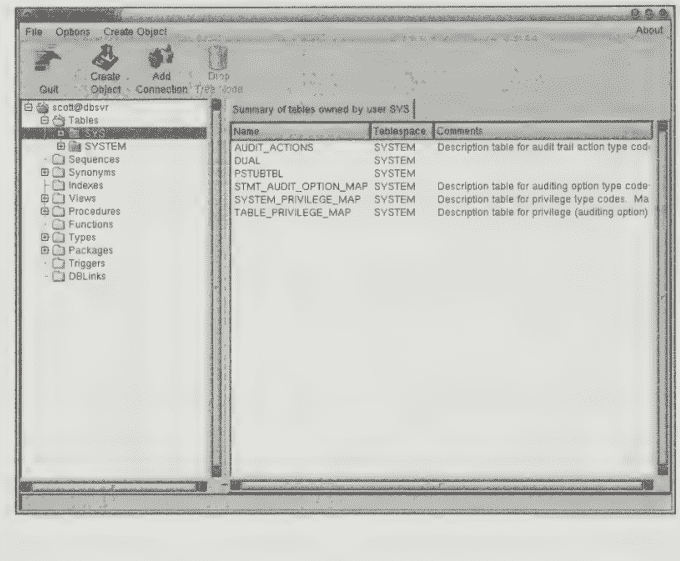 File Options Create Object About
Quit Create Object Add Connection Drop Tree Node
scott@dbsvr
Tables
SYS
SYSTEM
Sequences
Synonyms
Indexes
Views
Procedures
Functions
Types
Packages
Triggers
DBLinks
Summary of tables owned by user SYS
Name Tablespace Comments
AUDIT_ACTIONS SYSTEM Description table for audit trail action type cod
DUAL SYSTEM
PSTUBTBL SYSTEM
STMT_AUDIT_OPTION_MAP SYSTEM Description table for auditing option type code
SYSTEM_PRIVILEGE_MAP SYSTEM Description table for privilege type codes. Ma
TABLE_PRIVILEGE_MAP SYSTEM Description table for privilege (auditing option)